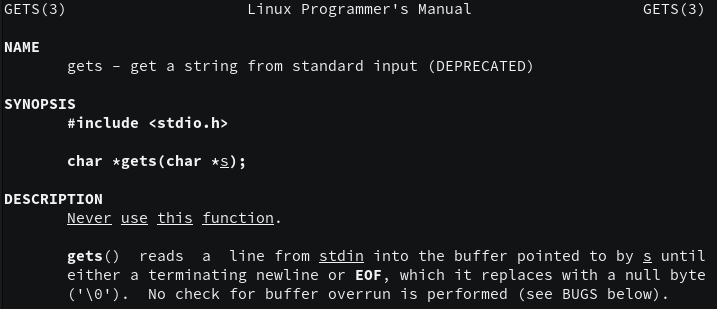 GETS(3) Linux Programmer's Manual GETS(3)
NAME
gets – get a string from standard input (DEPRECATED)
SYNOPSIS
#include <stdio.h>
char *gets(char *s);
DESCRIPTION
Never use this function.
gets() reads a line from stdin into the buffer pointed to by s until
either a terminating newline or EOF, which it replaces with a null byte
('\0'). No check for buffer overrun is performed (see BUGS below).